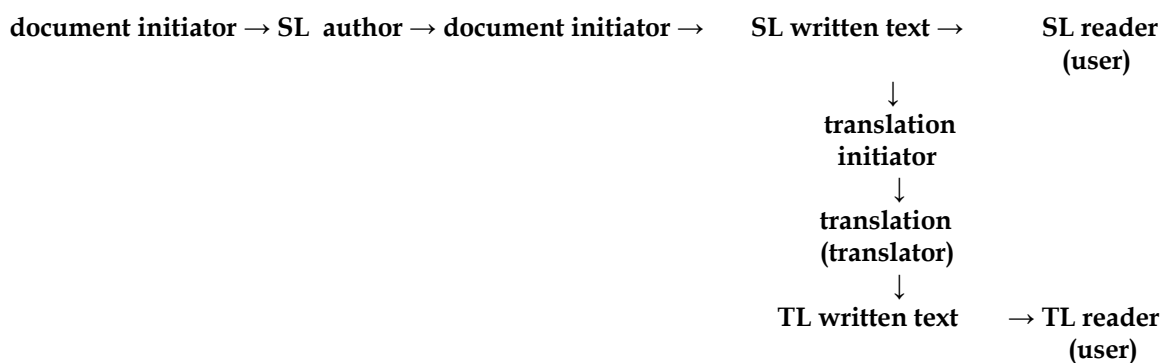 document initiator → SL author → document initiator → SL written text → SL reader
(user)
↓
translation
initiator
↓
translation
(translator)
↓
TL written text → TL reader
(user)